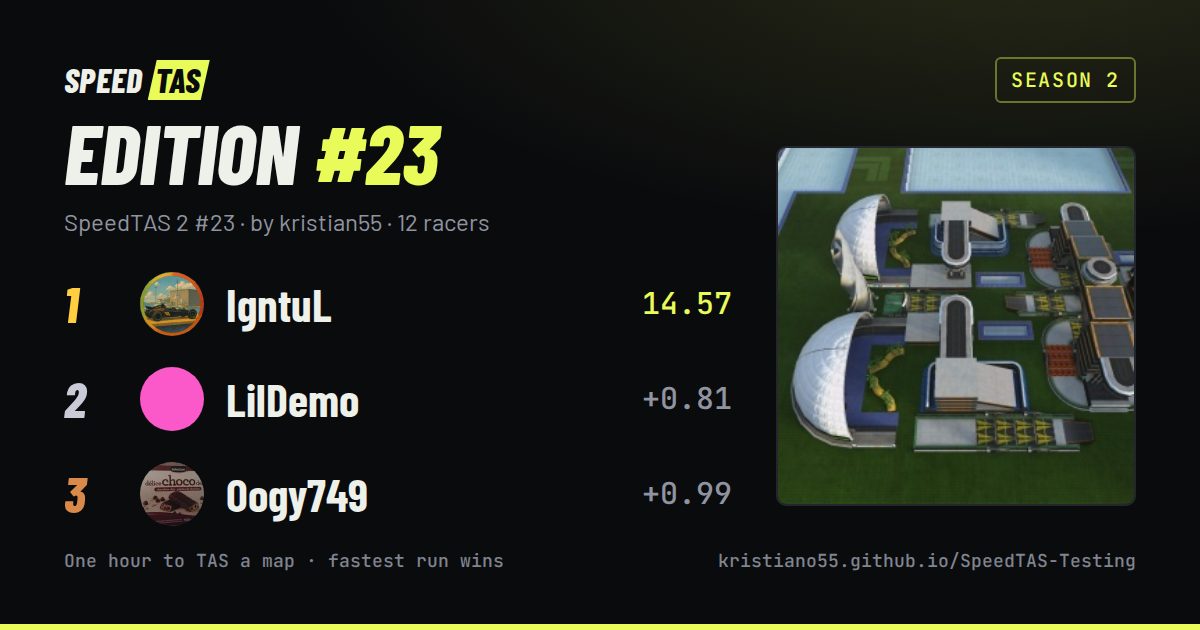 SPEED TAS
SEASON 2
EDITION #23
SpeedTAS 2 #23 · by kristian55 · 12 racers
1 IgntuL 14.57
2 LilDemo +0.81
3 Oogy749 +0.99
choco
One hour to TAS a map · fastest run wins
kristiano55.github.io/SpeedTAS-Testing